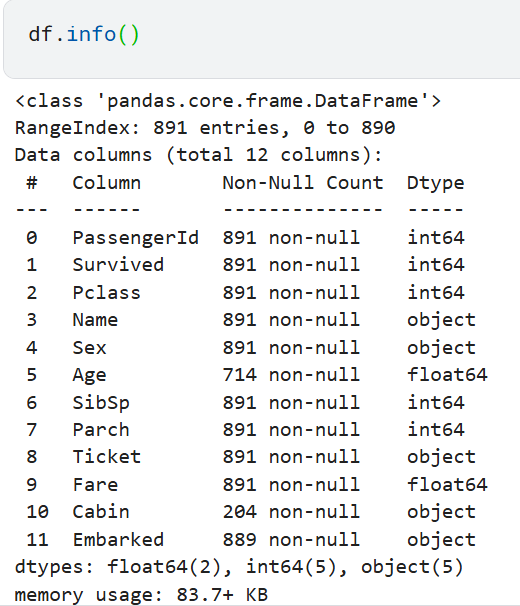 df.info()
<class 'pandas.core.frame.DataFrame'>
RangeIndex: 891 entries, 0 to 890
Data columns (total 12 columns):
 #   Column       Non-Null Count  Dtype
---  ------       --------------  -----
 0   PassengerId  891 non-null    int64
 1   Survived     891 non-null    int64
 2   Pclass       891 non-null    int64
 3   Name         891 non-null    object
 4   Sex          891 non-null    object
 5   Age          714 non-null    float64
 6   SibSp        891 non-null    int64
 7   Parch        891 non-null    int64
 8   Ticket       891 non-null    object
 9   Fare         891 non-null    float64
 10  Cabin        204 non-null    object
 11  Embarked     889 non-null    object
dtypes: float64(2), int64(5), object(5)
memory usage: 83.7+ KB